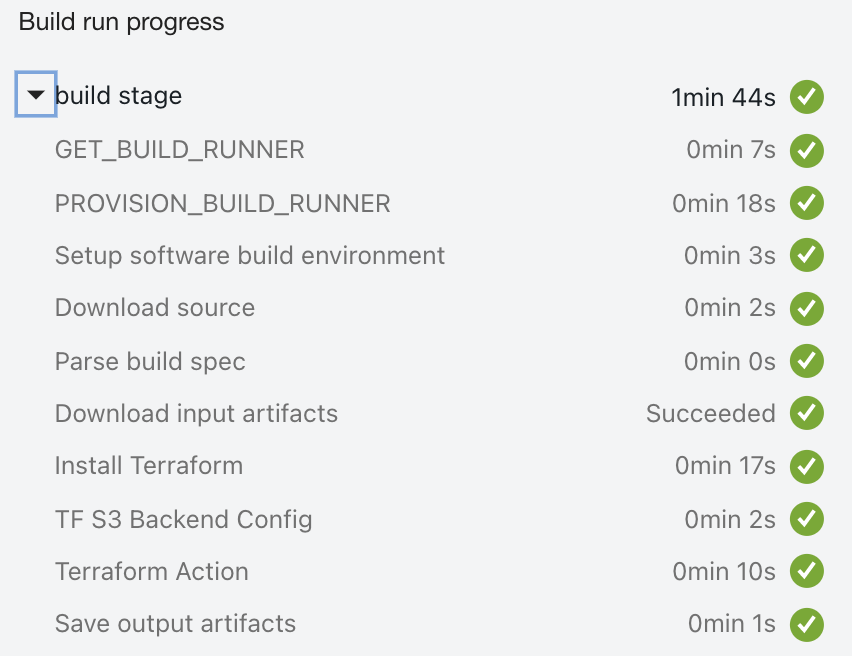 Build run progress
build stage 1min 44s
GET_BUILD_RUNNER 0min 7s
PROVISION_BUILD_RUNNER 0min 18s
Setup software build environment 0min 3s
Download source 0min 2s
Parse build spec 0min 0s
Download input artifacts Succeeded
Install Terraform 0min 17s
TF S3 Backend Config 0min 2s
Terraform Action 0min 10s
Save output artifacts 0min 1s